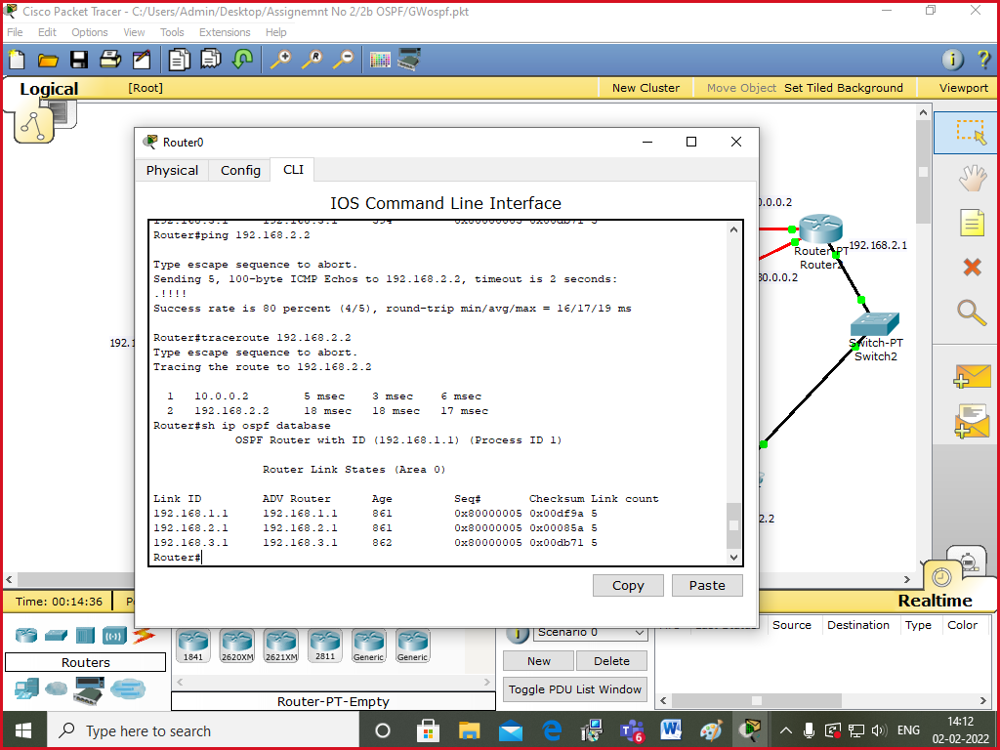 Cisco Packet Tracer - C:/Users/Admin/Desktop/Assignemnt No 2/2b OSPF/GWospf.pkt
File Edit Options View Tools Extensions Help
Logical [Root] New Cluster Move Object Set Tiled Background Viewport
Router0
Physical Config CLI
IOS Command Line Interface
192.168.3.1 192.168.3.1 394 0x80000005 0x00db71 5
Router#ping 192.168.2.2
Type escape sequence to abort.
Sending 5, 100-byte ICMP Echos to 192.168.2.2, timeout is 2 seconds:
.!!!!
Success rate is 80 percent (4/5), round-trip min/avg/max = 16/17/19 ms
Router#traceroute 192.168.2.2
Type escape sequence to abort.
Tracing the route to 192.168.2.2
1 10.0.0.2 5 msec 3 msec 6 msec
2 192.168.2.2 18 msec 18 msec 17 msec
Router#sh ip ospf database
OSPF Router with ID (192.168.1.1) (Process ID 1)
Router Link States (Area 0)
Link ID ADV Router Age Seq# Checksum Link count
192.168.1.1 192.168.1.1 861 0x80000005 0x00df9a 5
192.168.2.1 192.168.2.1 861 0x80000005 0x00085a 5
192.168.3.1 192.168.3.1 862 0x80000005 0x00db71 5
Router#
Copy Paste
0.0.0.2
192.168.2.1
Router-PT
Router2
0.0.0.2
192.1
Switch-PT
Switch2
2.2
Time: 00:14:36
Realtime
Source Destination Type Color
Routers
1841 2620XM 2621XM 2811 Generic Generic
Router-PT-Empty
Scenario 0
New Delete
Toggle PDU List Window
Type here to search
6
ENG
14:12
02-02-2022